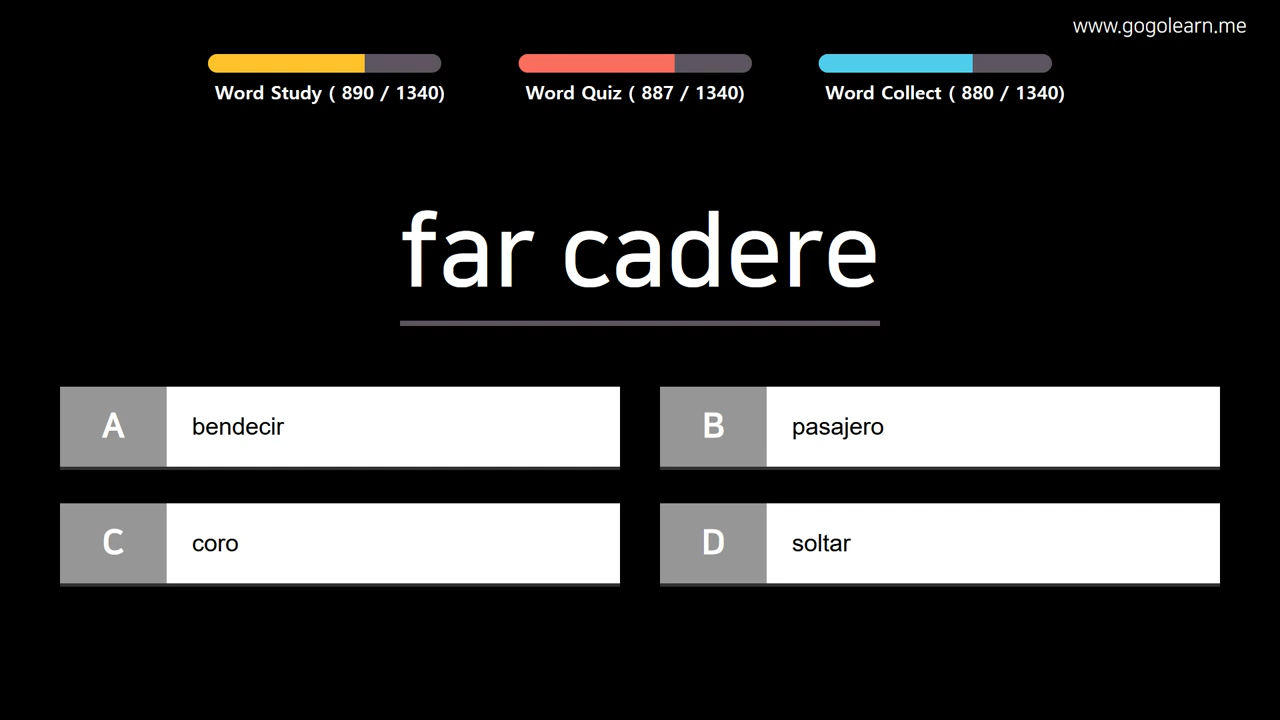 www.gogolearn.me
Word Study ( 890 / 1340)
Word Quiz ( 887 / 1340)
Word Collect ( 880 / 1340)
far cadere
A bendecir
B pasajero
C coro
D soltar